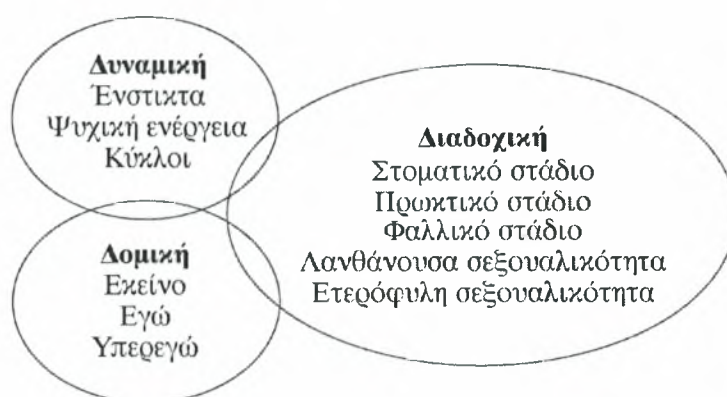 Δυναμική
Ένστικτα
Ψυχική ενέργεια
Κύκλοι
Δομική
Εκείνο
Εγώ
Υπερεγώ
Διαδοχική
Στοματικό στάδιο
Πρωκτικό στάδιο
Φαλλικό στάδιο
Λανθάνουσα σεξουαλικότητα
Ετερόφυλη σεξουαλικότητα